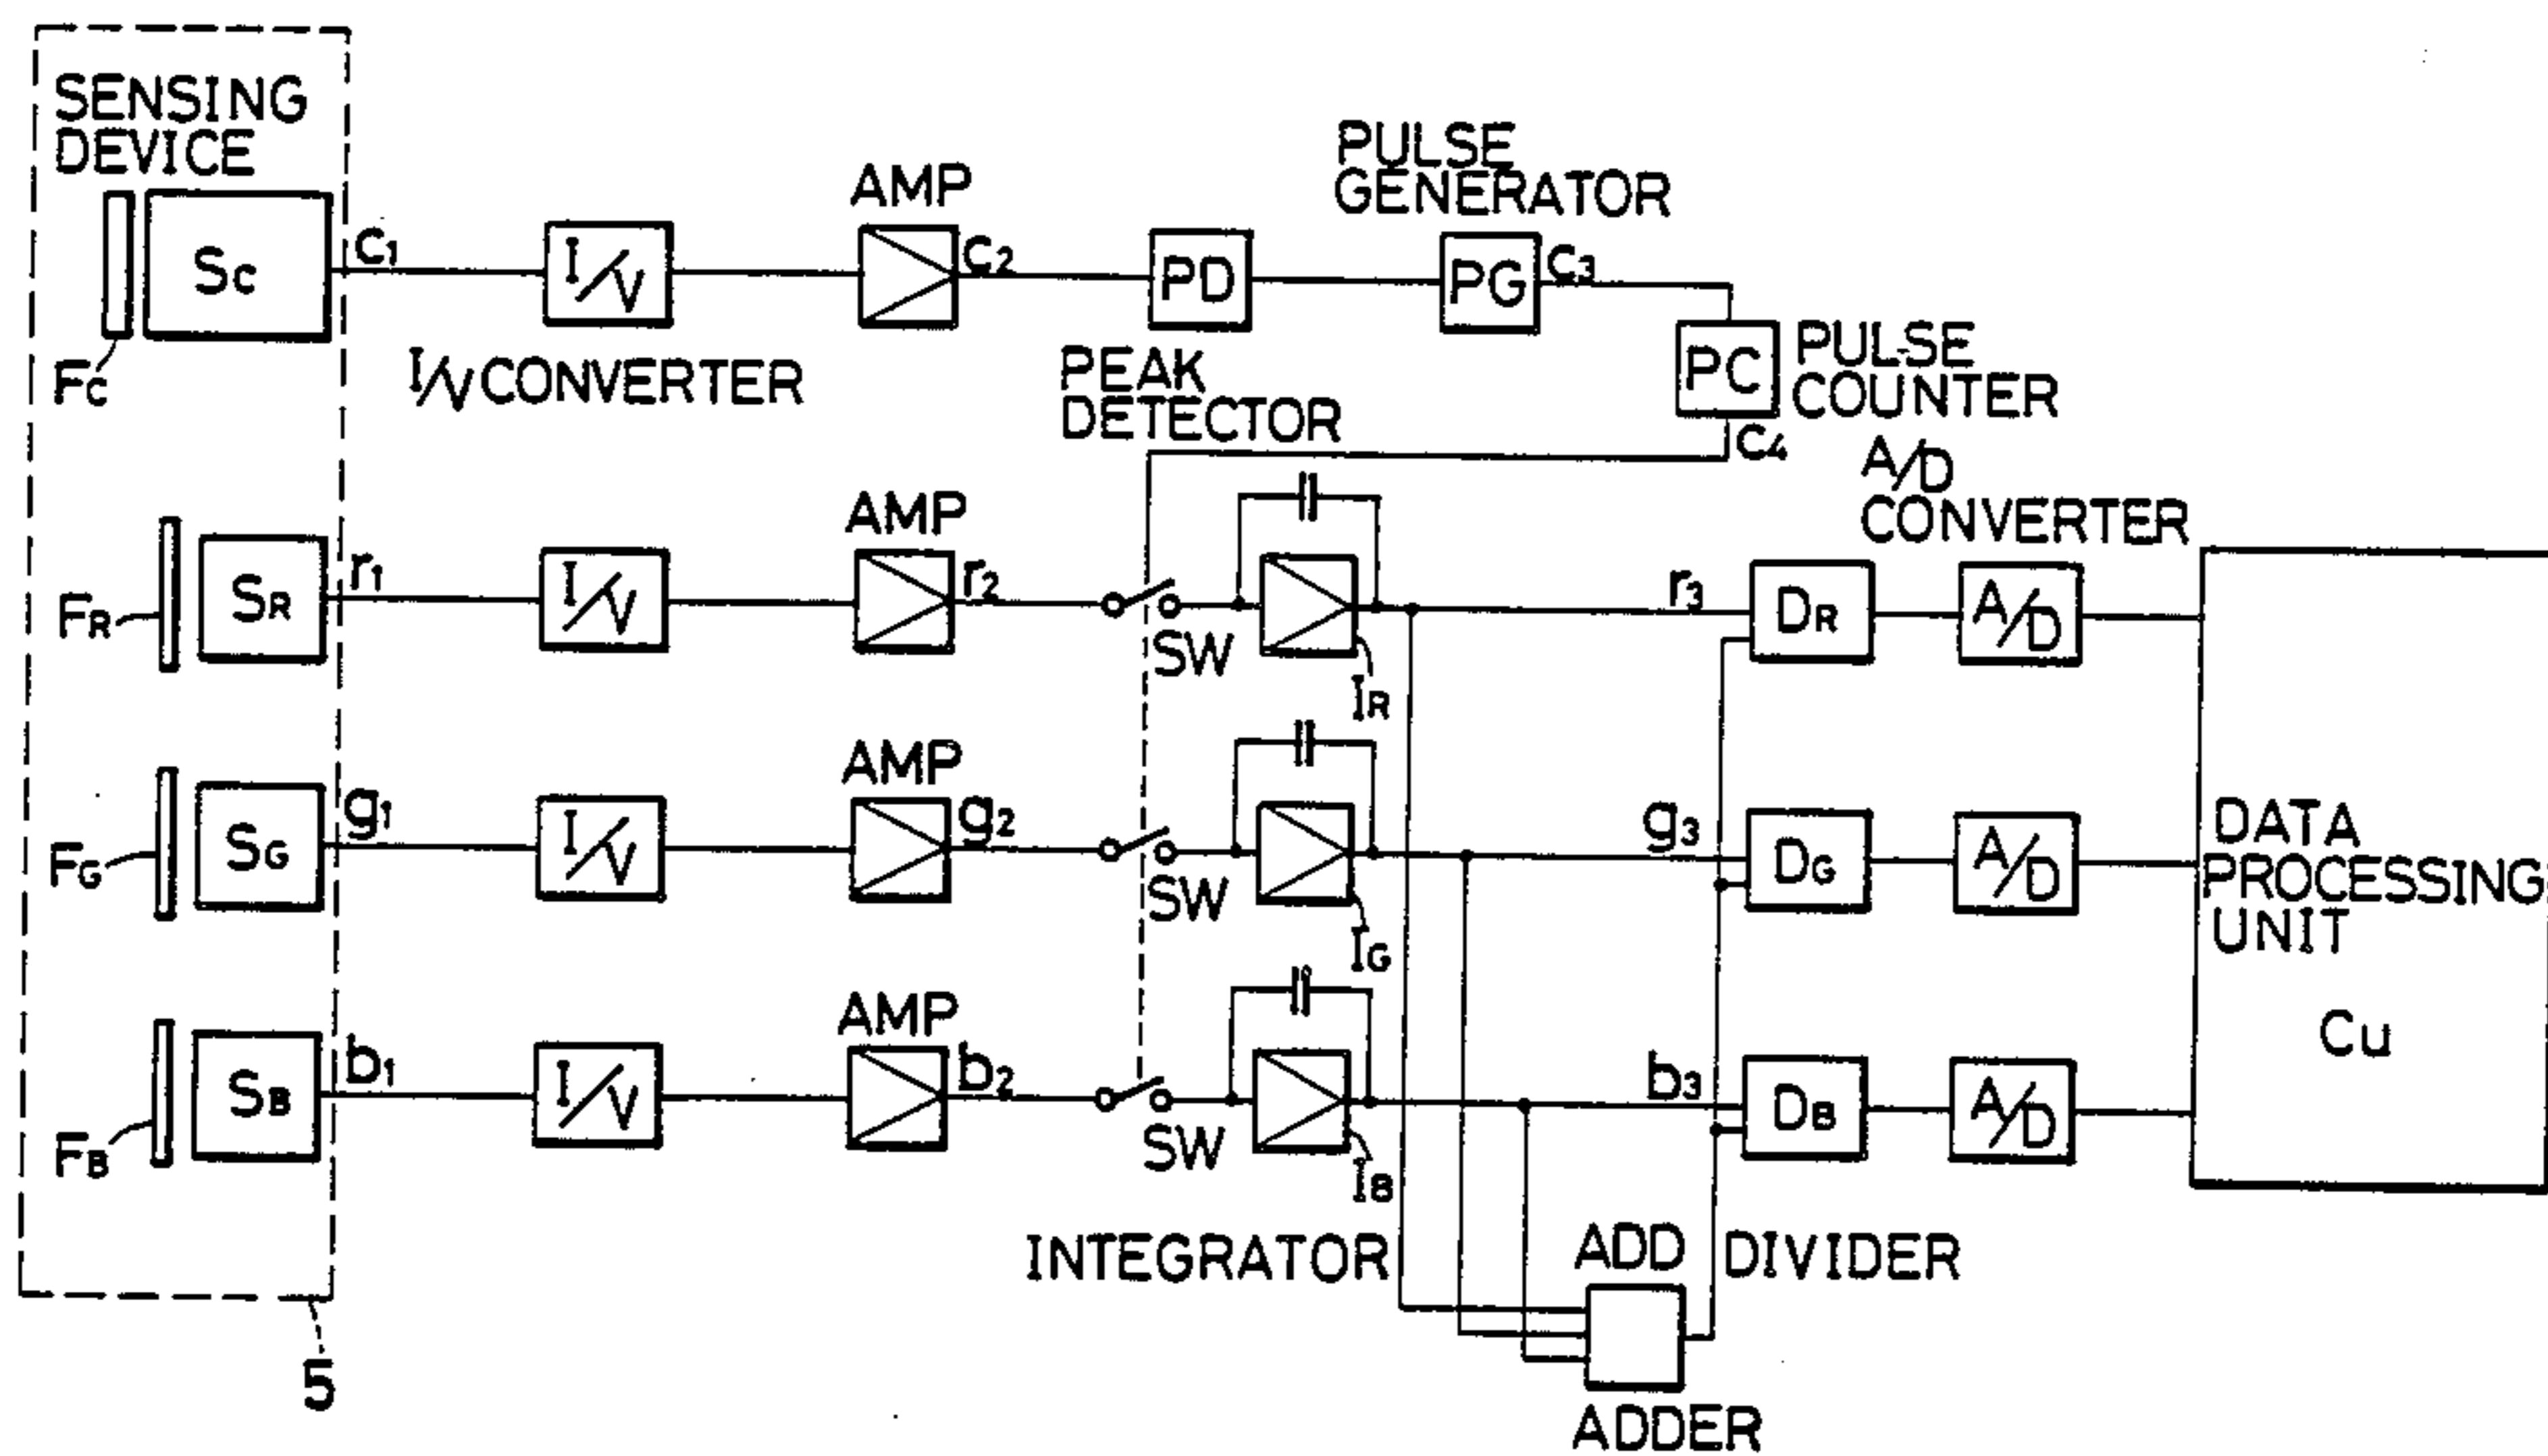 SENSING
DEVICE
Sc
c1
I/V
AMP
c2
PD
PULSE
GENERATOR
PG
c3
Fc
I/V CONVERTER
PEAK
DETECTOR
PC
PULSE
COUNTER
c4
A/D
CONVERTER
FR
SR
r1
I/V
AMP
r2
SW
IR
r3
DR
A/D
FG
SG
g1
I/V
AMP
g2
SW
IG
g3
DG
A/D
DATA
PROCESSING
UNIT
Cu
FB
SB
b1
I/V
AMP
b2
SW
IB
b3
DB
A/D
INTEGRATOR
ADD
DIVIDER
ADDER
5